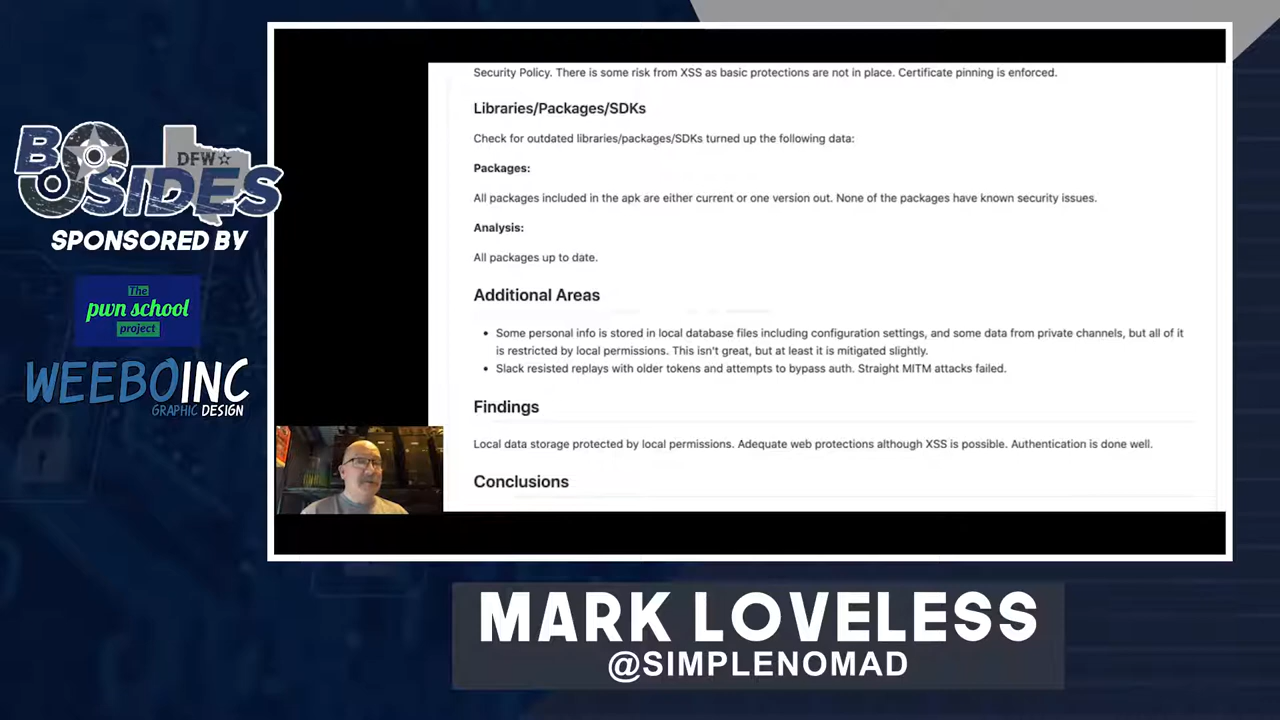 BSIDES
DFW
SPONSORED BY
The
pwn school
project
WEEBOINC
GRAPHIC DESIGN
Security Policy. There is some risk from XSS as basic protections are not in place. Certificate pinning is enforced.
Libraries/Packages/SDKs
Check for outdated libraries/packages/SDKs turned up the following data:
Packages:
All packages included in the apk are either current or one version out. None of the packages have known security issues.
Analysis:
All packages up to date.
Additional Areas
• Some personal info is stored in local database files including configuration settings, and some data from private channels, but all of it
is restricted by local permissions. This isn't great, but at least it is mitigated slightly.
• Slack resisted replays with older tokens and attempts to bypass auth. Straight MITM attacks failed.
Findings
Local data storage protected by local permissions. Adequate web protections although XSS is possible. Authentication is done well.
Conclusions
MARK LOVELESS
@SIMPLENOMAD